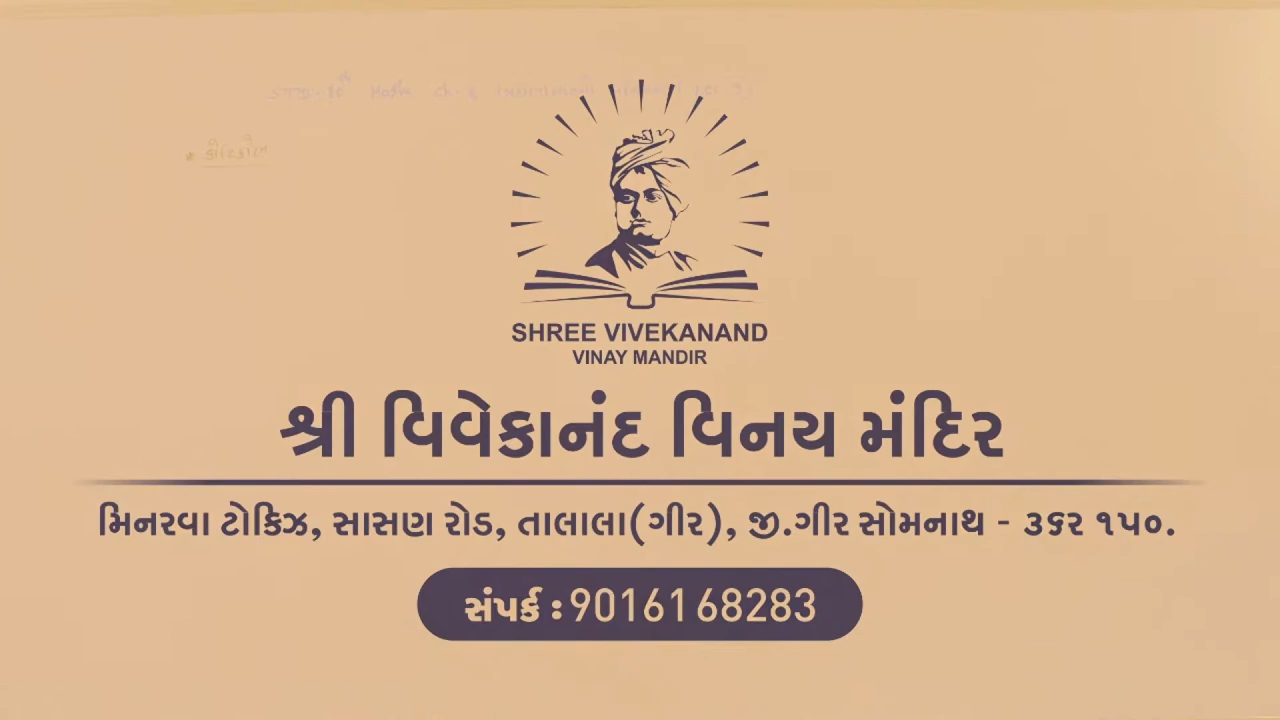 SHREE VIVEKANAND
VINAY MANDIR
શ્રી વિવેકાનંદ વિનય મંદિર
મિનરવા ટોકિઝ, સાસણ રોડ, તાલાલા(ગીર), જી.ગીર સોમનાથ - ૩૬૨ ૧૫૦.
સંપર્ક : 9016168283